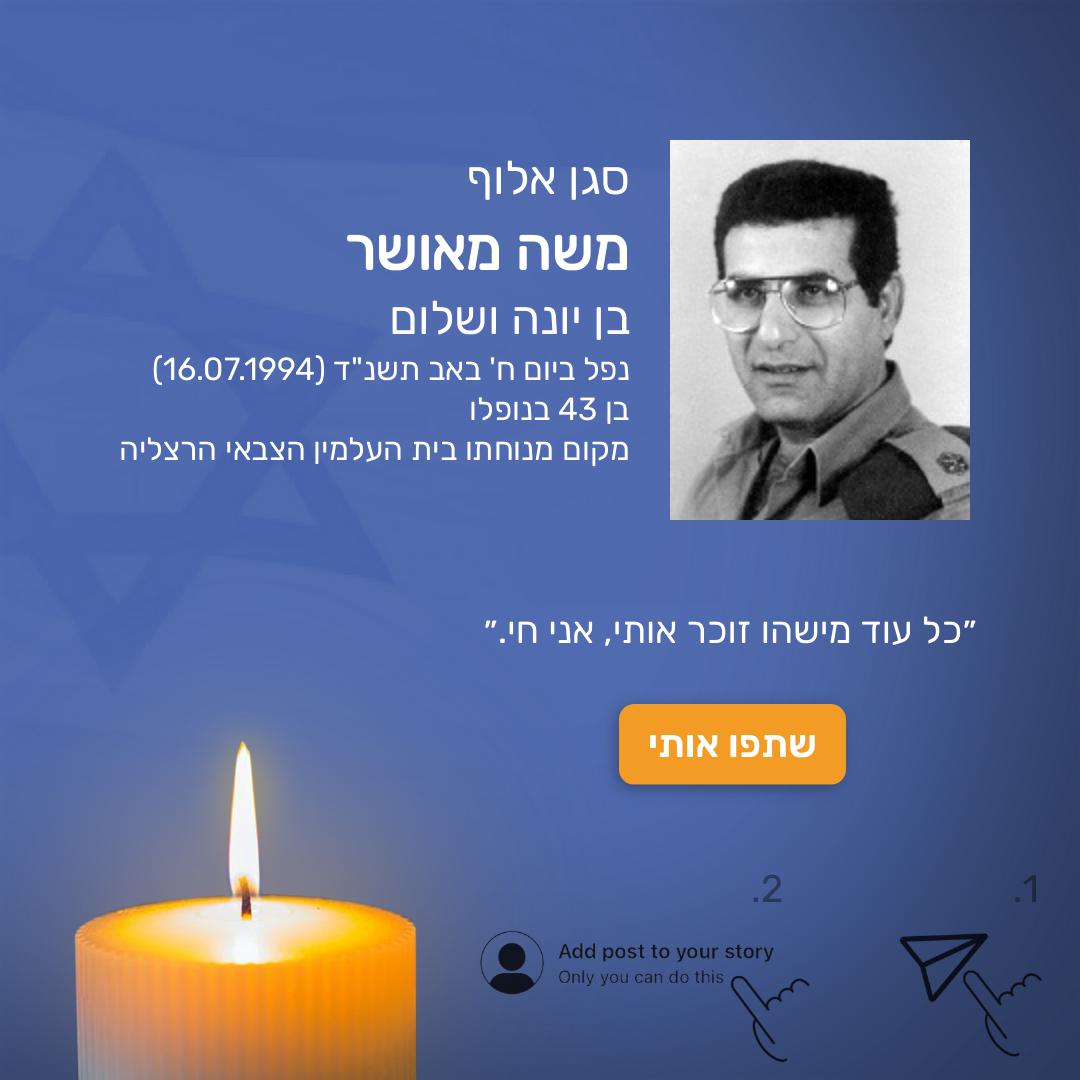 סגן אלוף
משה מאושר
בן יונה ושלום
נפל ביום ח' באב תשנ"ד (16.07.1994)
בן 43 בנופלו
מקום מנוחתו בית העלמין הצבאי הרצליה
״כל עוד מישהו זוכר אותי, אני חי.״
שתפו אותי
1.
2.
Add post to your story
Only you can do this